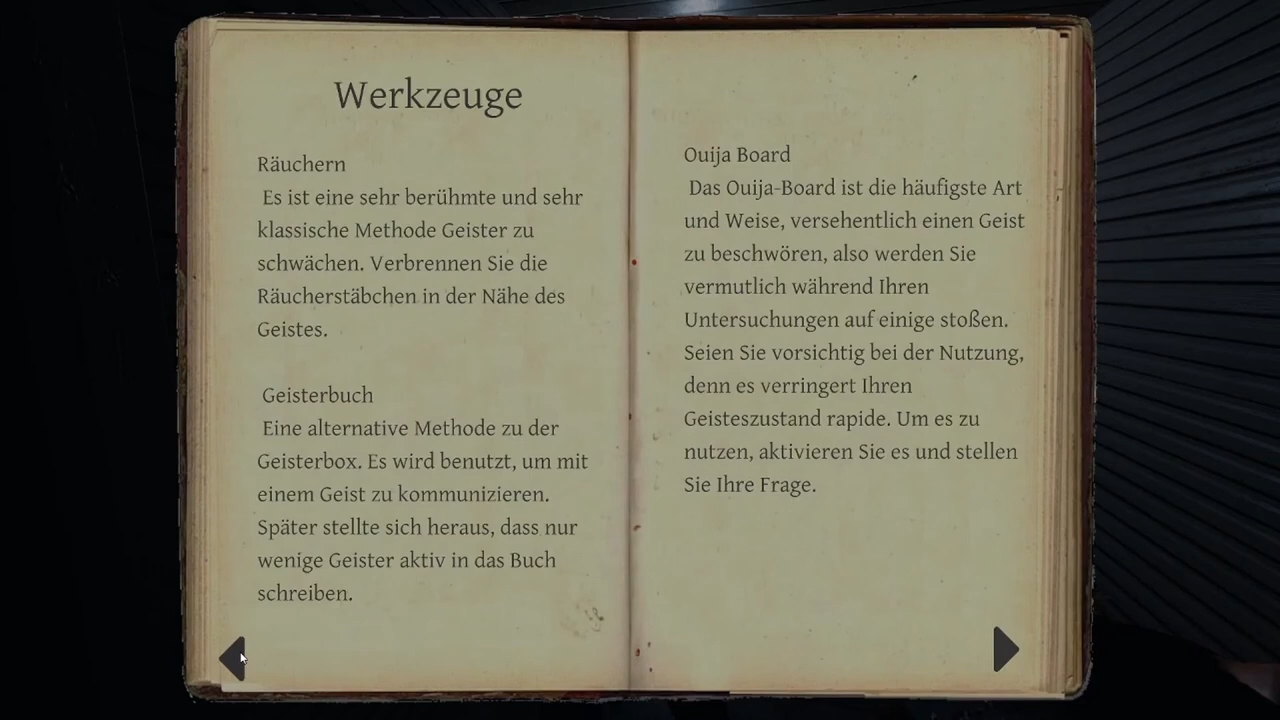 Werkzeuge
Räuchern
Es ist eine sehr berühmte und sehr
klassische Methode Geister zu
schwächen. Verbrennen Sie die
Räucherstäbchen in der Nähe des
Geistes.
Geisterbuch
Eine alternative Methode zu der
Geisterbox. Es wird benutzt, um mit
einem Geist zu kommunizieren.
Später stellte sich heraus, dass nur
wenige Geister aktiv in das Buch
schreiben.
Ouija Board
Das Ouija-Board ist die häufigste Art
und Weise, versehentlich einen Geist
zu beschwören, also werden Sie
vermutlich während Ihren
Untersuchungen auf einige stoßen.
Seien Sie vorsichtig bei der Nutzung,
denn es verringert Ihren
Geisteszustand rapide. Um es zu
nutzen, aktivieren Sie es und stellen
Sie Ihre Frage.